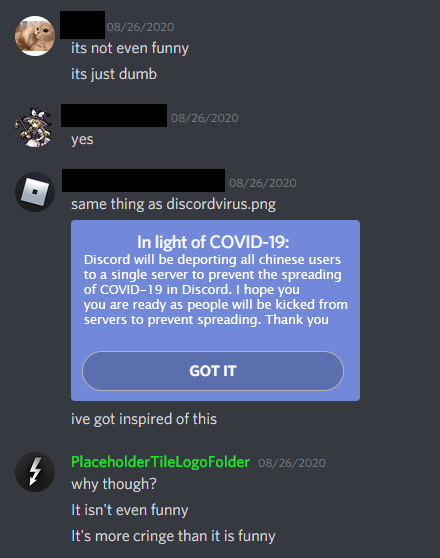 08/26/2020
its not even funny
its just dumb
08/26/2020
yes
08/26/2020
same thing as discordvirus.png
In light of COVID-19:
Discord will be deporting all chinese users
to a single server to prevent the spreading
of COVID-19 in Discord. I hope you
you are ready as people will be kicked from
servers to prevent spreading. Thank you
GOT IT
ive got inspired of this
PlaceholderTileLogoFolder 08/26/2020
why though?
It isn't even funny
It's more cringe than it is funny